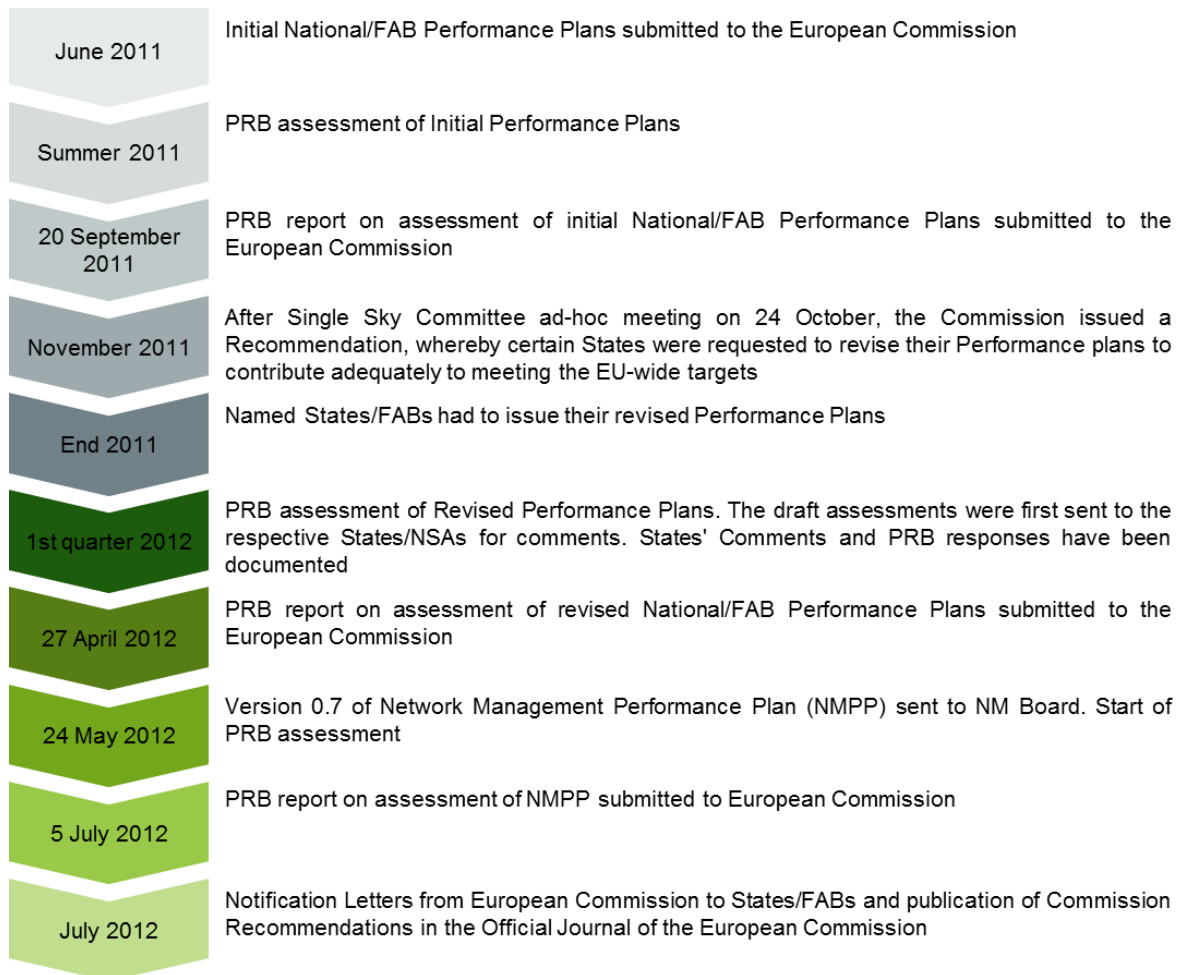 June 2011
Initial National/FAB Performance Plans submitted to the European Commission
Summer 2011
PRB assessment of Initial Performance Plans
20 September
2011
PRB report on assessment of initial National/FAB Performance Plans submitted to the
European Commission
November 2011
After Single Sky Committee ad-hoc meeting on 24 October, the Commission issued a
Recommendation, whereby certain States were requested to revise their Performance plans to
contribute adequately to meeting the EU-wide targets
End 2011
Named States/FABs had to issue their revised Performance Plans
1st quarter 2012
PRB assessment of Revised Performance Plans. The draft assessments were first sent to the
respective States/NSAs for comments. States' Comments and PRB responses have been
documented
27 April 2012
PRB report on assessment of revised National/FAB Performance Plans submitted to the
European Commission
24 May 2012
Version 0.7 of Network Management Performance Plan (NMPP) sent to NM Board. Start of
PRB assessment
5 July 2012
PRB report on assessment of NMPP submitted to European Commission
July 2012
Notification Letters from European Commission to States/FABs and publication of Commission
Recommendations in the Official Journal of the European Commission